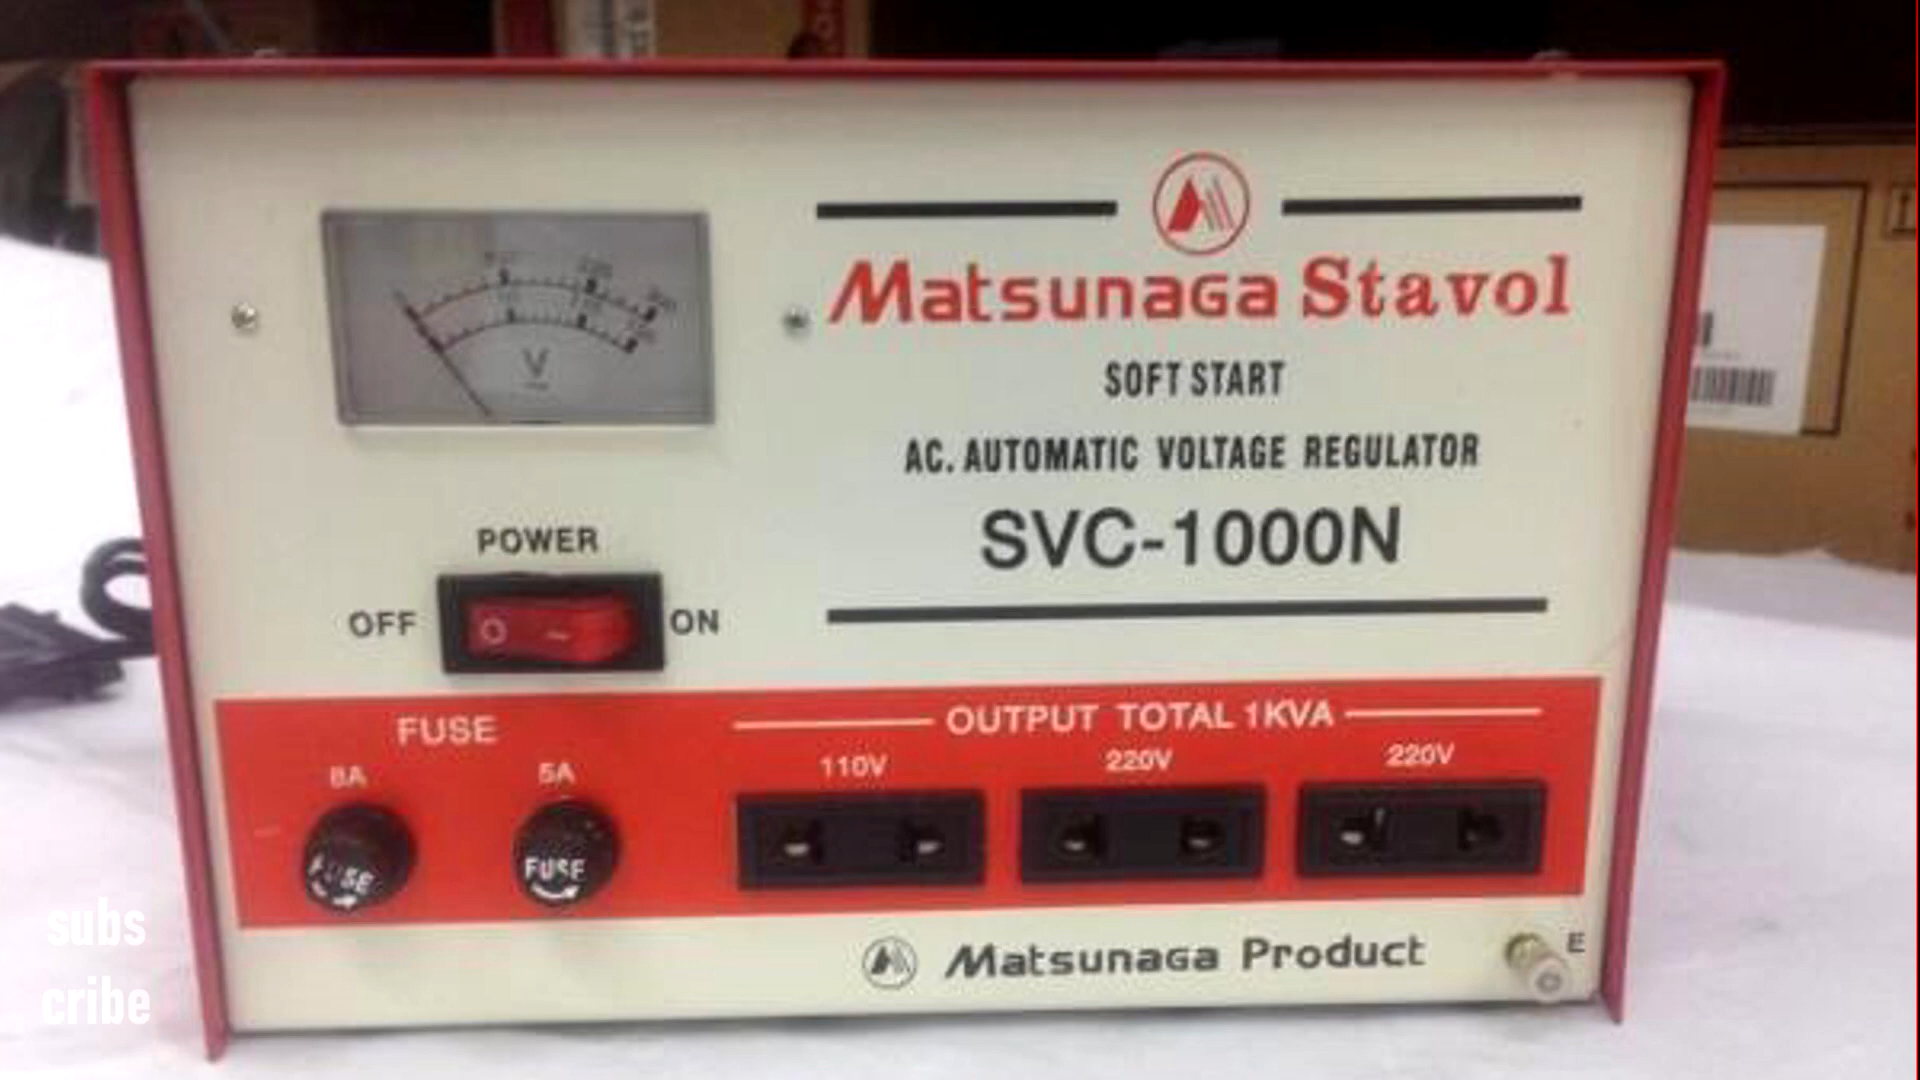 Matsunaga Stavol
SOFT START
AC. AUTOMATIC VOLTAGE REGULATOR
SVC-1000N
V
POWER
OFF
ON
FUSE
8A
5A
FUSE
FUSE
OUTPUT TOTAL 1KVA
110V
220V
220V
Matsunaga Product
E
subs
cribe